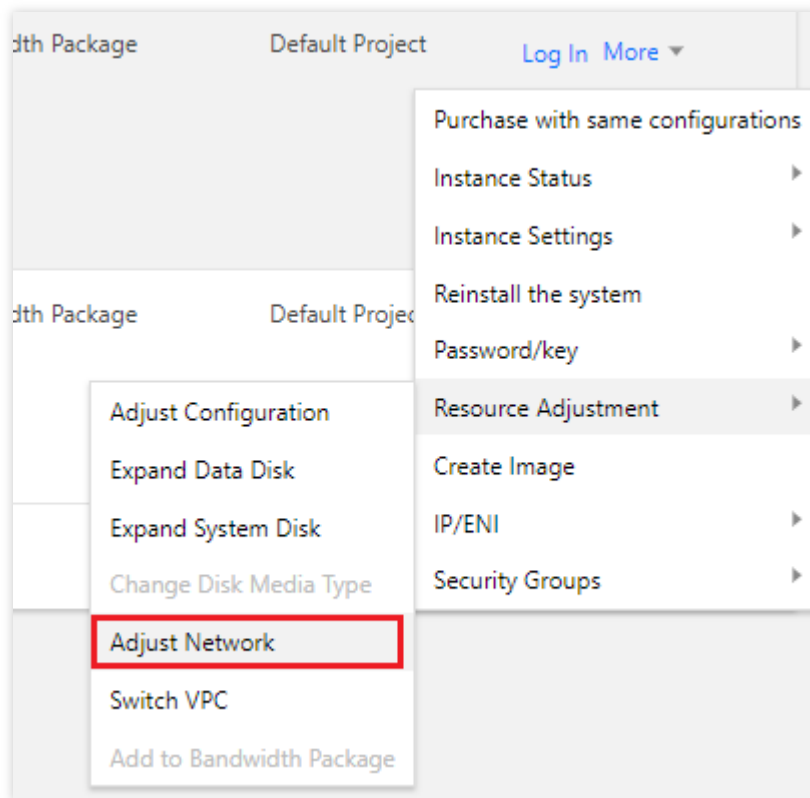 dth Package Default Project Log In More
Purchase with same configurations
Instance Status
Instance Settings
Reinstall the system
dth Package Default Projec
Password/key
Resource Adjustment
Create Image
IP/ENI
Security Groups
Adjust Configuration
Expand Data Disk
Expand System Disk
Change Disk Media Type
Adjust Network
Switch VPC
Add to Bandwidth Package